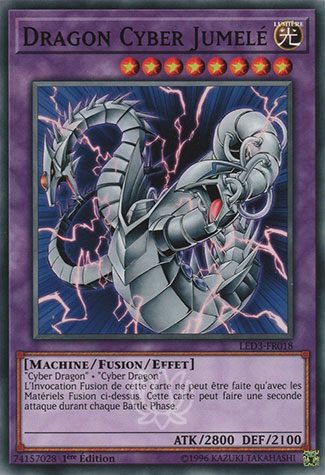 Dragon Cyber Jumelé
LUMIÈRE
光
LED3-FR018
[Machine/Fusion/Effet]
"Cyber Dragon" + "Cyber Dragon"
L'Invocation Fusion de cette carte ne peut être faite qu'avec les
Matériels Fusion ci-dessus. Cette carte peut faire une seconde
attaque durant chaque Battle Phase.
ATK/2800 DEF/2100
74157028 1ère Édition ©1996 KAZUKI TAKAHASHI